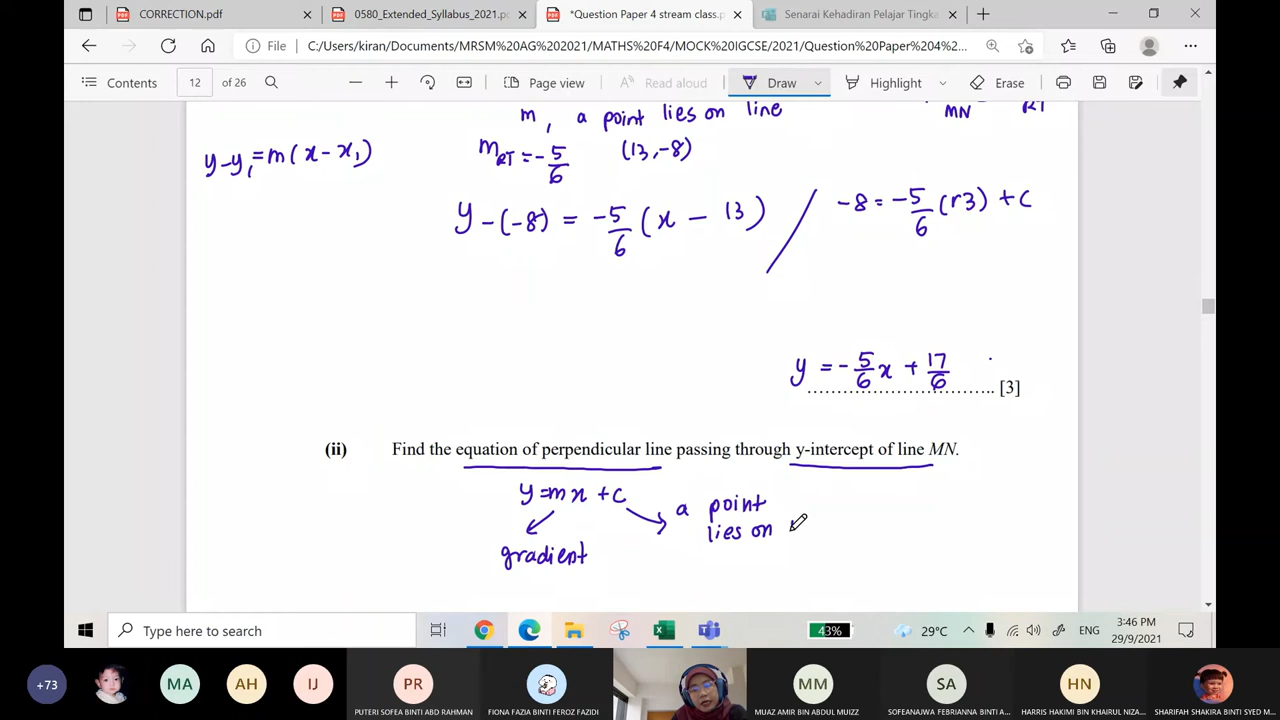 CORRECTION.pdf
0580_Extended_Syllabus_2021.p
*Question Paper 4 stream class.p
Senarai Kehadiran Pelajar Tingka
File
C:/Users/kiran/Documents/MRSM%20AG%202021/MATHS%20F4/MOCK%20IGCSE/2021/Question%20Paper%204%2...
Contents
12
of 26
Page view
Read aloud
Draw
Highlight
Erase
m, a point lies on line
MN
RT
y-y₁=m(x-x₁)
m_RT = -5/6 (13,-8)
y-(-8) = -5/6 (x - 13)
-8 = -5/6 (13) + c
y = -5/6 x + 17/6
.................................. [3]
(ii) Find the equation of perpendicular line passing through y-intercept of line MN.
y=mx+c
a point
lies on
gradient
Type here to search
43%
29°C
ENG
3:46 PM
29/9/2021
+73
MA
AH
IJ
PR
PUTERI SOFEA BINTI ABD RAHMAN
FIONA FAZIA BINTI FEROZ FAZIDI
MM
MUAZ AMIR BIN ABDUL MUIZZ
SA
SOFEANAJWA FEBRIANNA BINTI A...
HN
HARRIS HAKIMI BIN KHAIRUL NIZA...
SHARIFAH SHAKIRA BINTI SYED M...